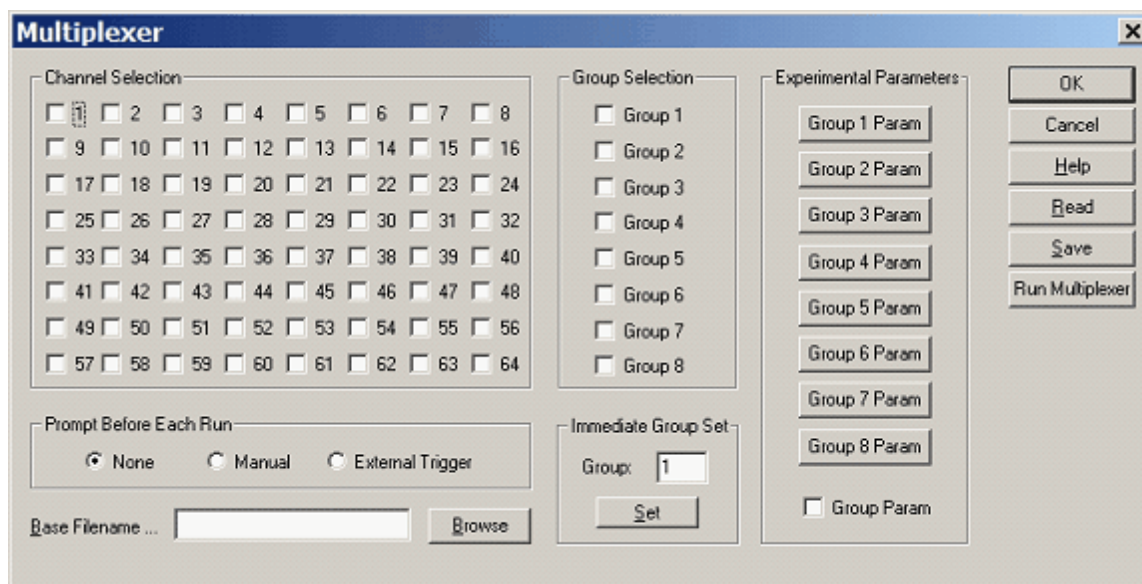 Multiplexer
Channel Selection
1 2 3 4 5 6 7 8
9 10 11 12 13 14 15 16
17 18 19 20 21 22 23 24
25 26 27 28 29 30 31 32
33 34 35 36 37 38 39 40
41 42 43 44 45 46 47 48
49 50 51 52 53 54 55 56
57 58 59 60 61 62 63 64
Prompt Before Each Run
None Manual External Trigger
Base Filename ... Browse
Group Selection
Group 1
Group 2
Group 3
Group 4
Group 5
Group 6
Group 7
Group 8
Immediate Group Set
Group: 1
Set
Experimental Parameters
Group 1 Param
Group 2 Param
Group 3 Param
Group 4 Param
Group 5 Param
Group 6 Param
Group 7 Param
Group 8 Param
Group Param
OK
Cancel
Help
Read
Save
Run Multiplexer